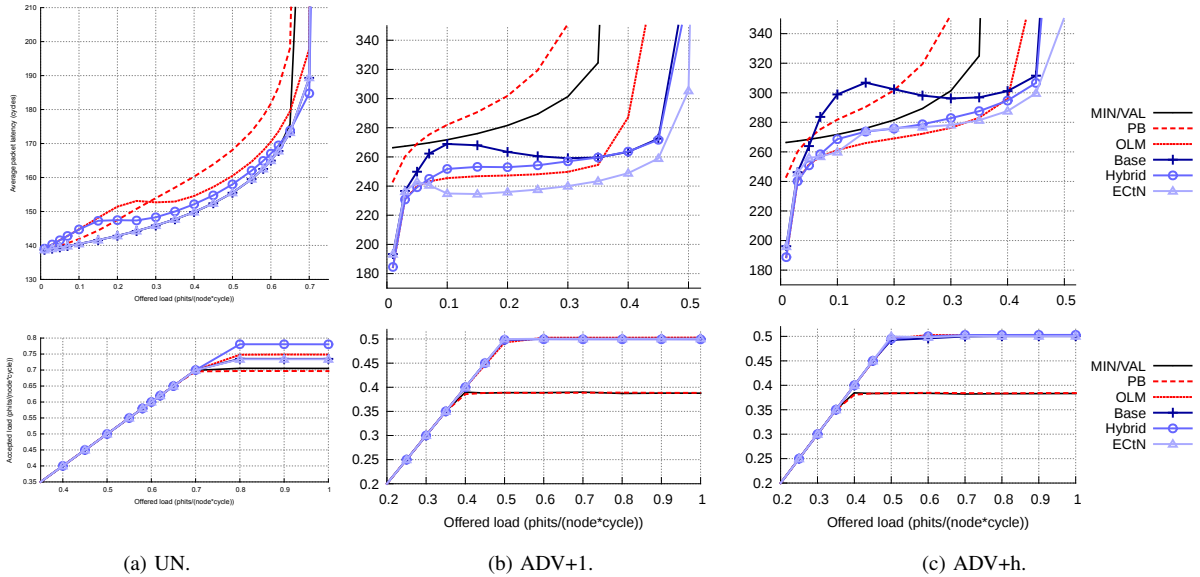 210
200
190
180
170
160
150
140
130
Average packet latency (cycles)
0 0.1 0.2 0.3 0.4 0.5 0.6 0.7
Offered load (phits/(node*cycle))
340
320
300
280
260
240
220
200
180
0 0.1 0.2 0.3 0.4 0.5
340
320
300
280
260
240
220
200
180
0 0.1 0.2 0.3 0.4 0.5
MIN/VAL
PB
OLM
Base
Hybrid
ECtN
0.8
0.75
0.7
0.65
0.6
0.55
0.5
0.45
0.4
0.35
Accepted load (phits/(node*cycle))
0.4 0.5 0.6 0.7 0.8 0.9 1
Offered load (phits/(node*cycle))
0.5
0.45
0.4
0.35
0.3
0.25
0.2
0.2 0.3 0.4 0.5 0.6 0.7 0.8 0.9 1
Offered load (phits/(node*cycle))
0.5
0.45
0.4
0.35
0.3
0.25
0.2
0.2 0.3 0.4 0.5 0.6 0.7 0.8 0.9 1
Offered load (phits/(node*cycle))
MIN/VAL
PB
OLM
Base
Hybrid
ECtN
(a) UN.
(b) ADV+1.
(c) ADV+h.